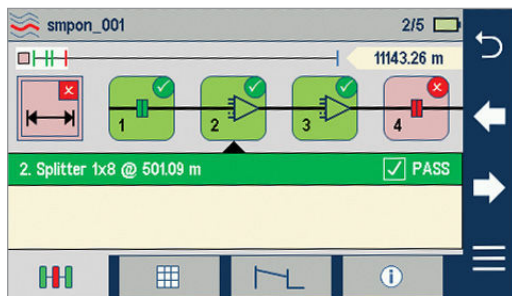 smpon_001 2/5
11143.26 m
1 2 3 4
2. Splitter 1x8 @ 501.09 m PASS
i